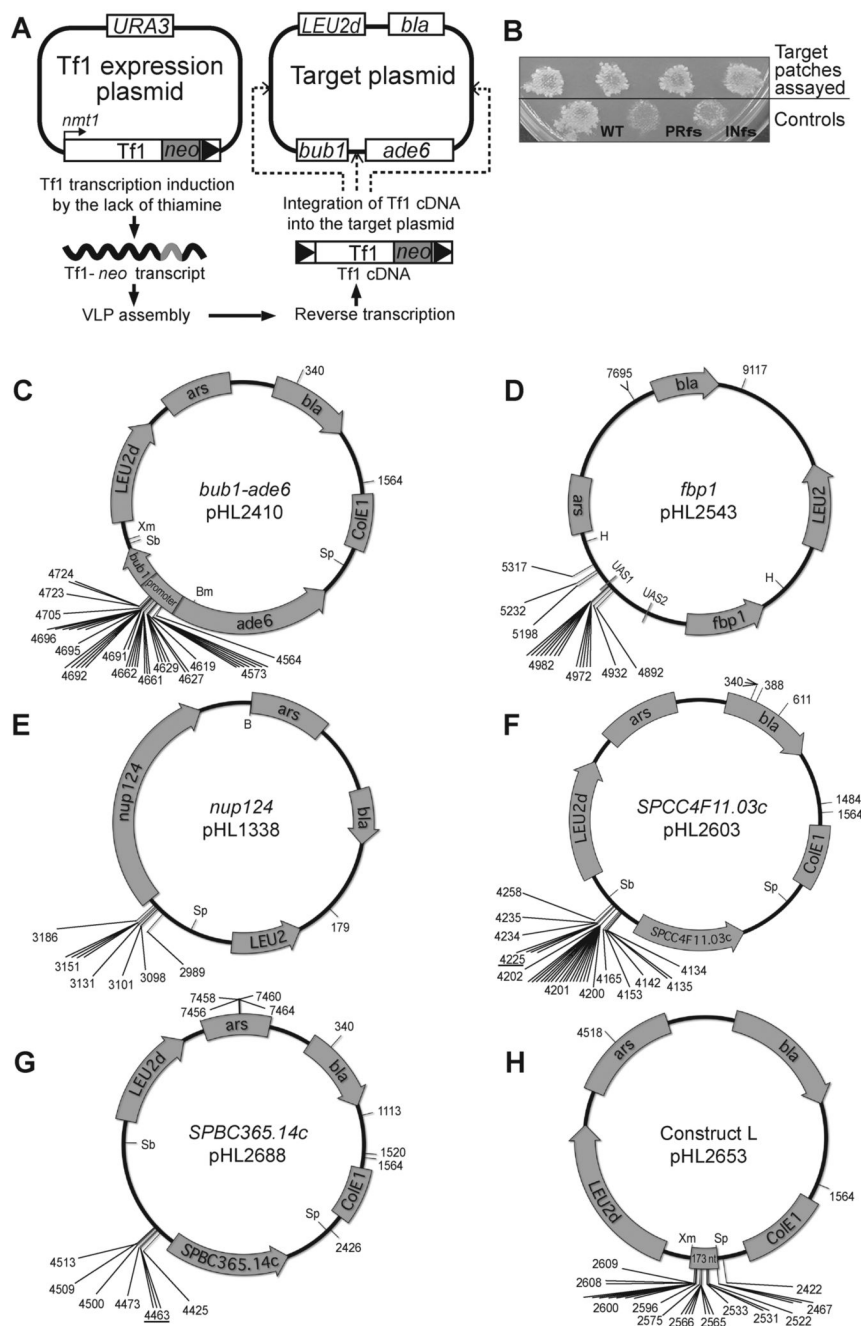 A
URA3
Tf1 expression
plasmid
nmt1
Tf1 neo
Tf1 transcription induction
by the lack of thiamine
Tf1- neo transcript
VLP assembly
LEU2d bla
Target plasmid
bub1 ade6
Integration of Tf1 cDNA
into the target plasmid
Tf1 neo
Tf1 cDNA
Reverse transcription
B
Target
patches
assayed
Controls
WT PRfs INfs
C
bub1-ade6
pHL2410
ars
340
bla
1564
ColE1
Sp
ade6
Bm
promoter
bub1
Sb
Xm
LEU2d
4724
4723
4705
4696
4695
4692
4691
4662
4661
4629
4627
4619
4573
4564
D
fbp1
pHL2543
7695
bla
9117
LEU2
H
fbp1
UAS2
UAS1
H
ars
5317
5232
5198
4982
4972
4932
4892
E
nup124
pHL1338
B
ars
bla
179
LEU2
Sp
nup124
3186
3151
3131
3101
3098
2989
F
SPCC4F11.03c
pHL2603
ars
340
388
611
bla
1484
1564
ColE1
Sp
SPCC4F11.03c
Sb
LEU2d
4258
4235
4234
4225
4202
4201
4200
4165
4153
4142
4135
4134
G
SPBC365.14c
pHL2688
7458
7456
7460
7464
ars
340
bla
1113
1520
1564
ColE1
Sp
2426
SPBC365.14c
Sb
LEU2d
4513
4509
4500
4473
4463
4425
H
Construct L
pHL2653
4518
ars
bla
1564
ColE1
Sp
173 nt
Xm
LEU2d
2609
2608
2600
2596
2575
2566
2565
2533
2531
2522
2467
2422